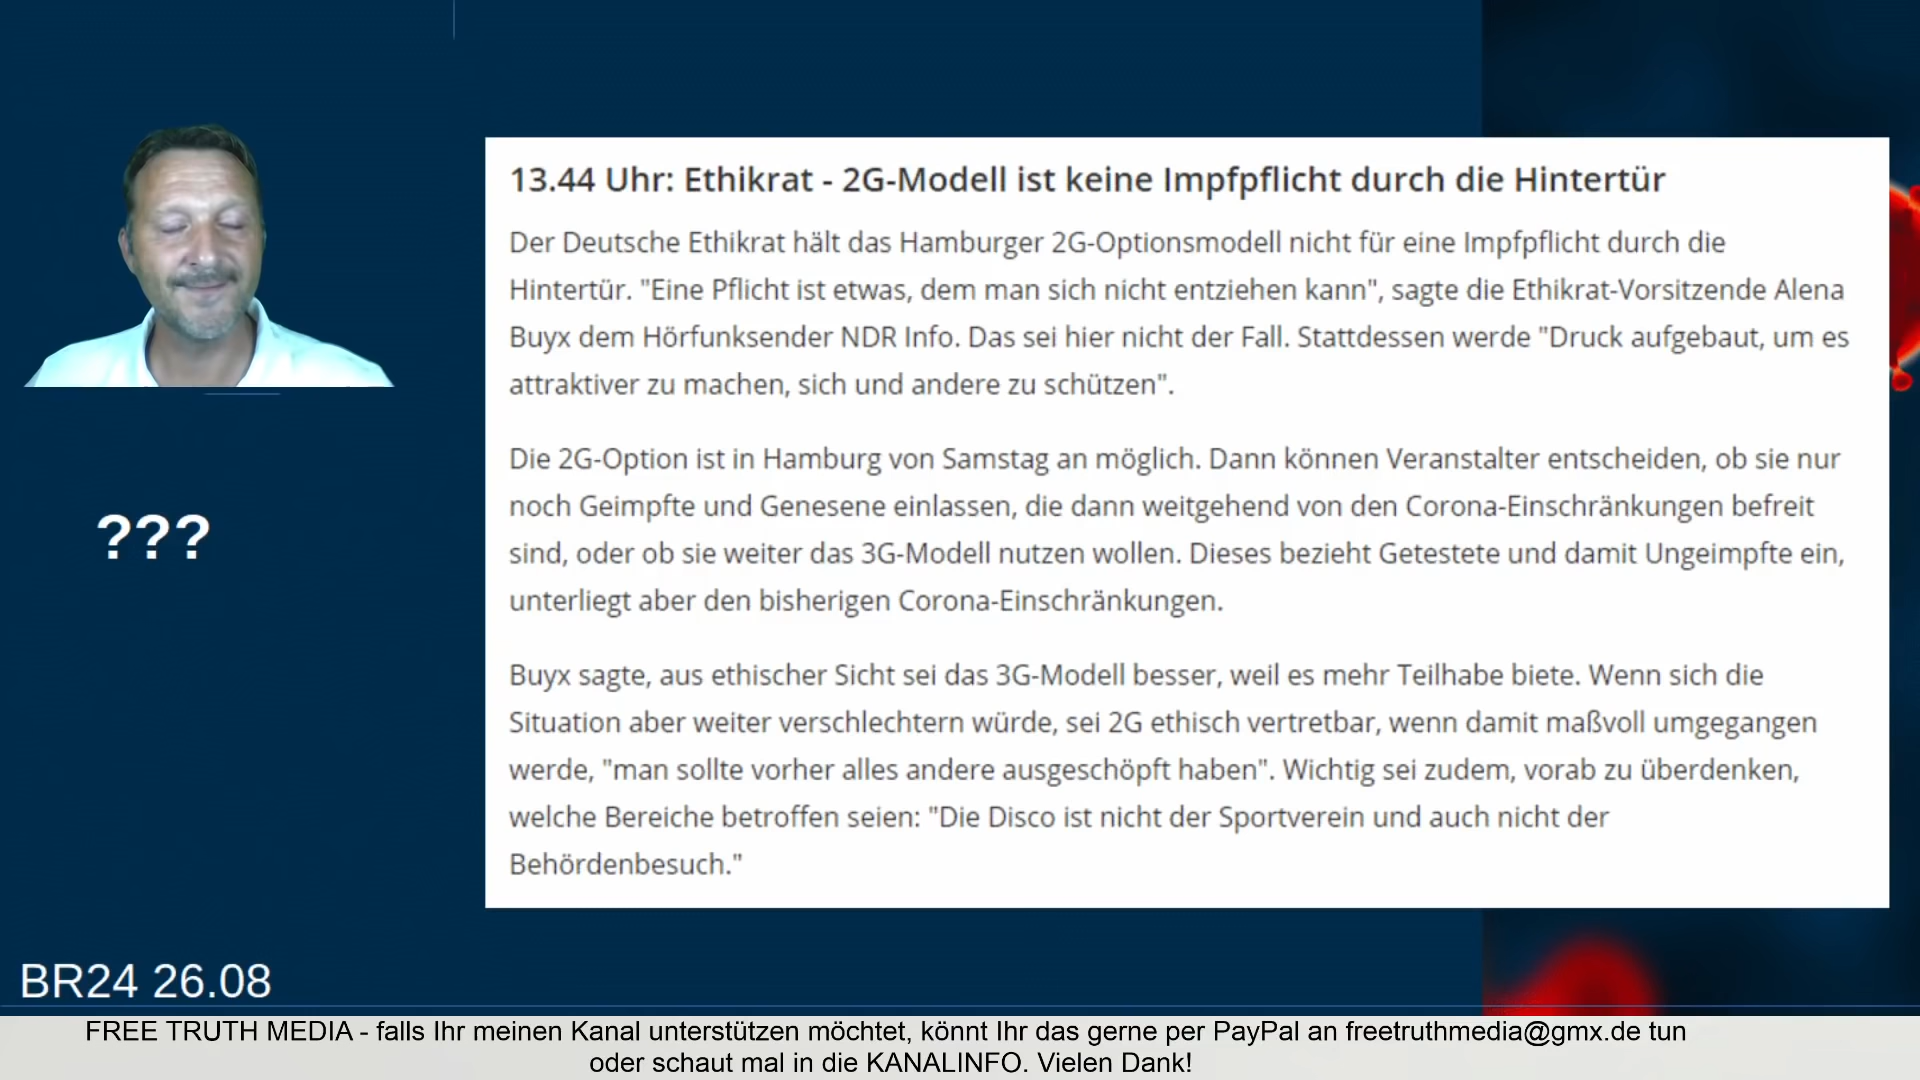 13.44 Uhr: Ethikrat - 2G-Modell ist keine Impfpflicht durch die Hintertür
Der Deutsche Ethikrat hält das Hamburger 2G-Optionsmodell nicht für eine Impfpflicht durch die
Hintertür. "Eine Pflicht ist etwas, dem man sich nicht entziehen kann", sagte die Ethikrat-Vorsitzende Alena
Buyx dem Hörfunksender NDR Info. Das sei hier nicht der Fall. Stattdessen werde "Druck aufgebaut, um es
attraktiver zu machen, sich und andere zu schützen".
Die 2G-Option ist in Hamburg von Samstag an möglich. Dann können Veranstalter entscheiden, ob sie nur
noch Geimpfte und Genesene einlassen, die dann weitgehend von den Corona-Einschränkungen befreit
sind, oder ob sie weiter das 3G-Modell nutzen wollen. Dieses bezieht Getestete und damit Ungeimpfte ein,
unterliegt aber den bisherigen Corona-Einschränkungen.
Buyx sagte, aus ethischer Sicht sei das 3G-Modell besser, weil es mehr Teilhabe biete. Wenn sich die
Situation aber weiter verschlechtern würde, sei 2G ethisch vertretbar, wenn damit maßvoll umgegangen
werde, "man sollte vorher alles andere ausgeschöpft haben". Wichtig sei zudem, vorab zu überdenken,
welche Bereiche betroffen seien: "Die Disco ist nicht der Sportverein und auch nicht der
Behördenbesuch."
???
BR24 26.08
FREE TRUTH MEDIA - falls Ihr meinen Kanal unterstützen möchtet, könnt Ihr das gerne per PayPal an freetruthmedia@gmx.de tun
oder schaut mal in die KANALINFO. Vielen Dank!